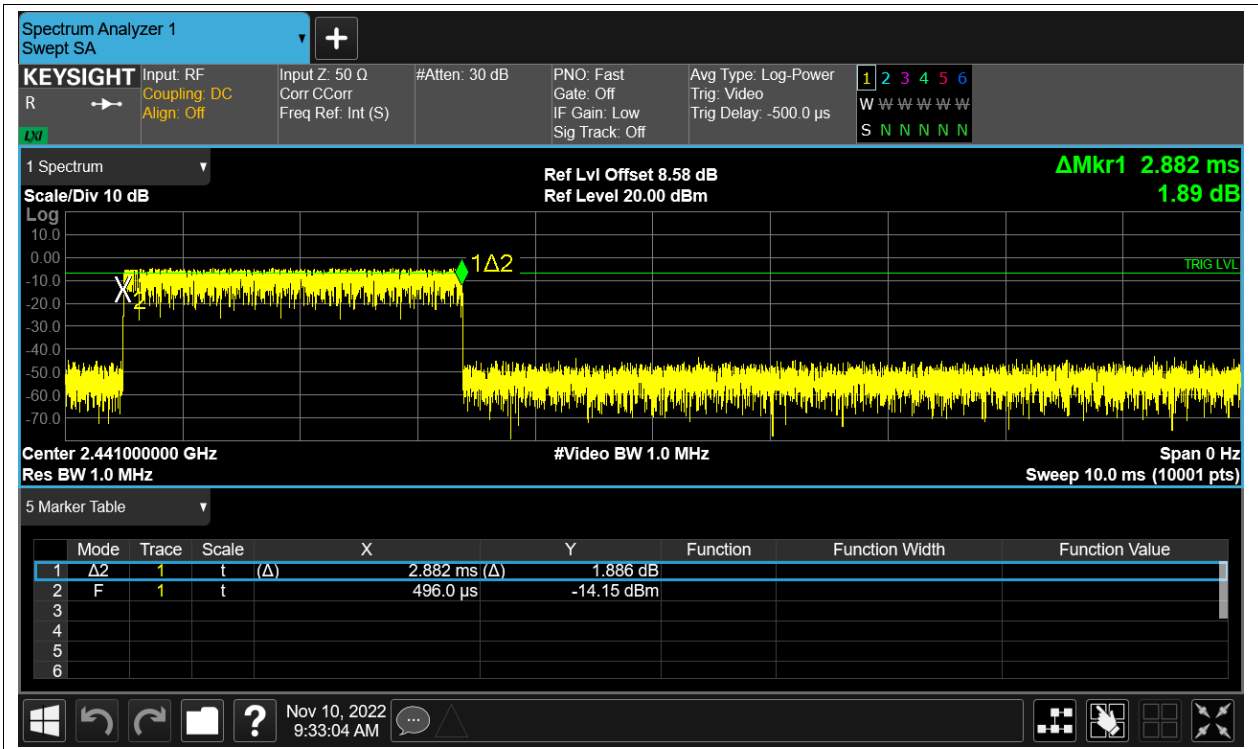 Spectrum Analyzer 1
Swept SA
+
KEYSIGHT
R
LXI
Input: RF
Coupling: DC
Align: Off
Input Z: 50 Ω
Corr CCorr
Freq Ref: Int (S)
#Atten: 30 dB
PNO: Fast
Gate: Off
IF Gain: Low
Sig Track: Off
Avg Type: Log-Power
Trig: Video
Trig Delay: -500.0 µs
1 2 3 4 5 6
W W W W W W
S N N N N N
1 Spectrum
Scale/Div 10 dB
Ref Lvl Offset 8.58 dB
Ref Level 20.00 dBm
ΔMkr1 2.882 ms
1.89 dB
Log
10.0
0.00
-10.0
-20.0
-30.0
-40.0
-50.0
-60.0
-70.0
1Δ2
X2
TRIG LVL
Center 2.441000000 GHz #Video BW 1.0 MHz Span 0 Hz
Res BW 1.0 MHz Sweep 10.0 ms (10001 pts)
5 Marker Table
Mode Trace Scale X Y Function Function Width Function Value
1 Δ2 1 t (Δ) 2.882 ms (Δ) 1.886 dB
2 F 1 t 496.0 µs -14.15 dBm
3
4
5
6
?
Nov 10, 2022
9:33:04 AM